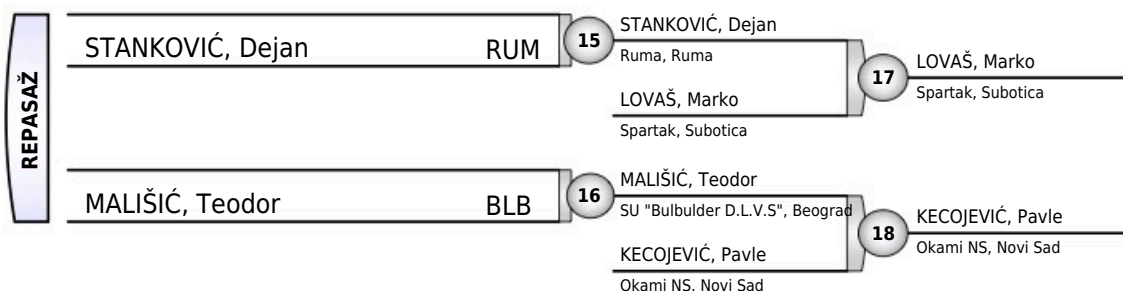 REPASAŽ
STANKOVIĆ, Dejan RUM
15
STANKOVIĆ, Dejan
Ruma, Ruma
LOVAŠ, Marko
Spartak, Subotica
17
LOVAŠ, Marko
Spartak, Subotica
MALIŠIĆ, Teodor BLB
16
MALIŠIĆ, Teodor
SU "Bulbulder D.L.V.S", Beograd
KECOJEVIĆ, Pavle
Okami NS, Novi Sad
18
KECOJEVIĆ, Pavle
Okami NS, Novi Sad